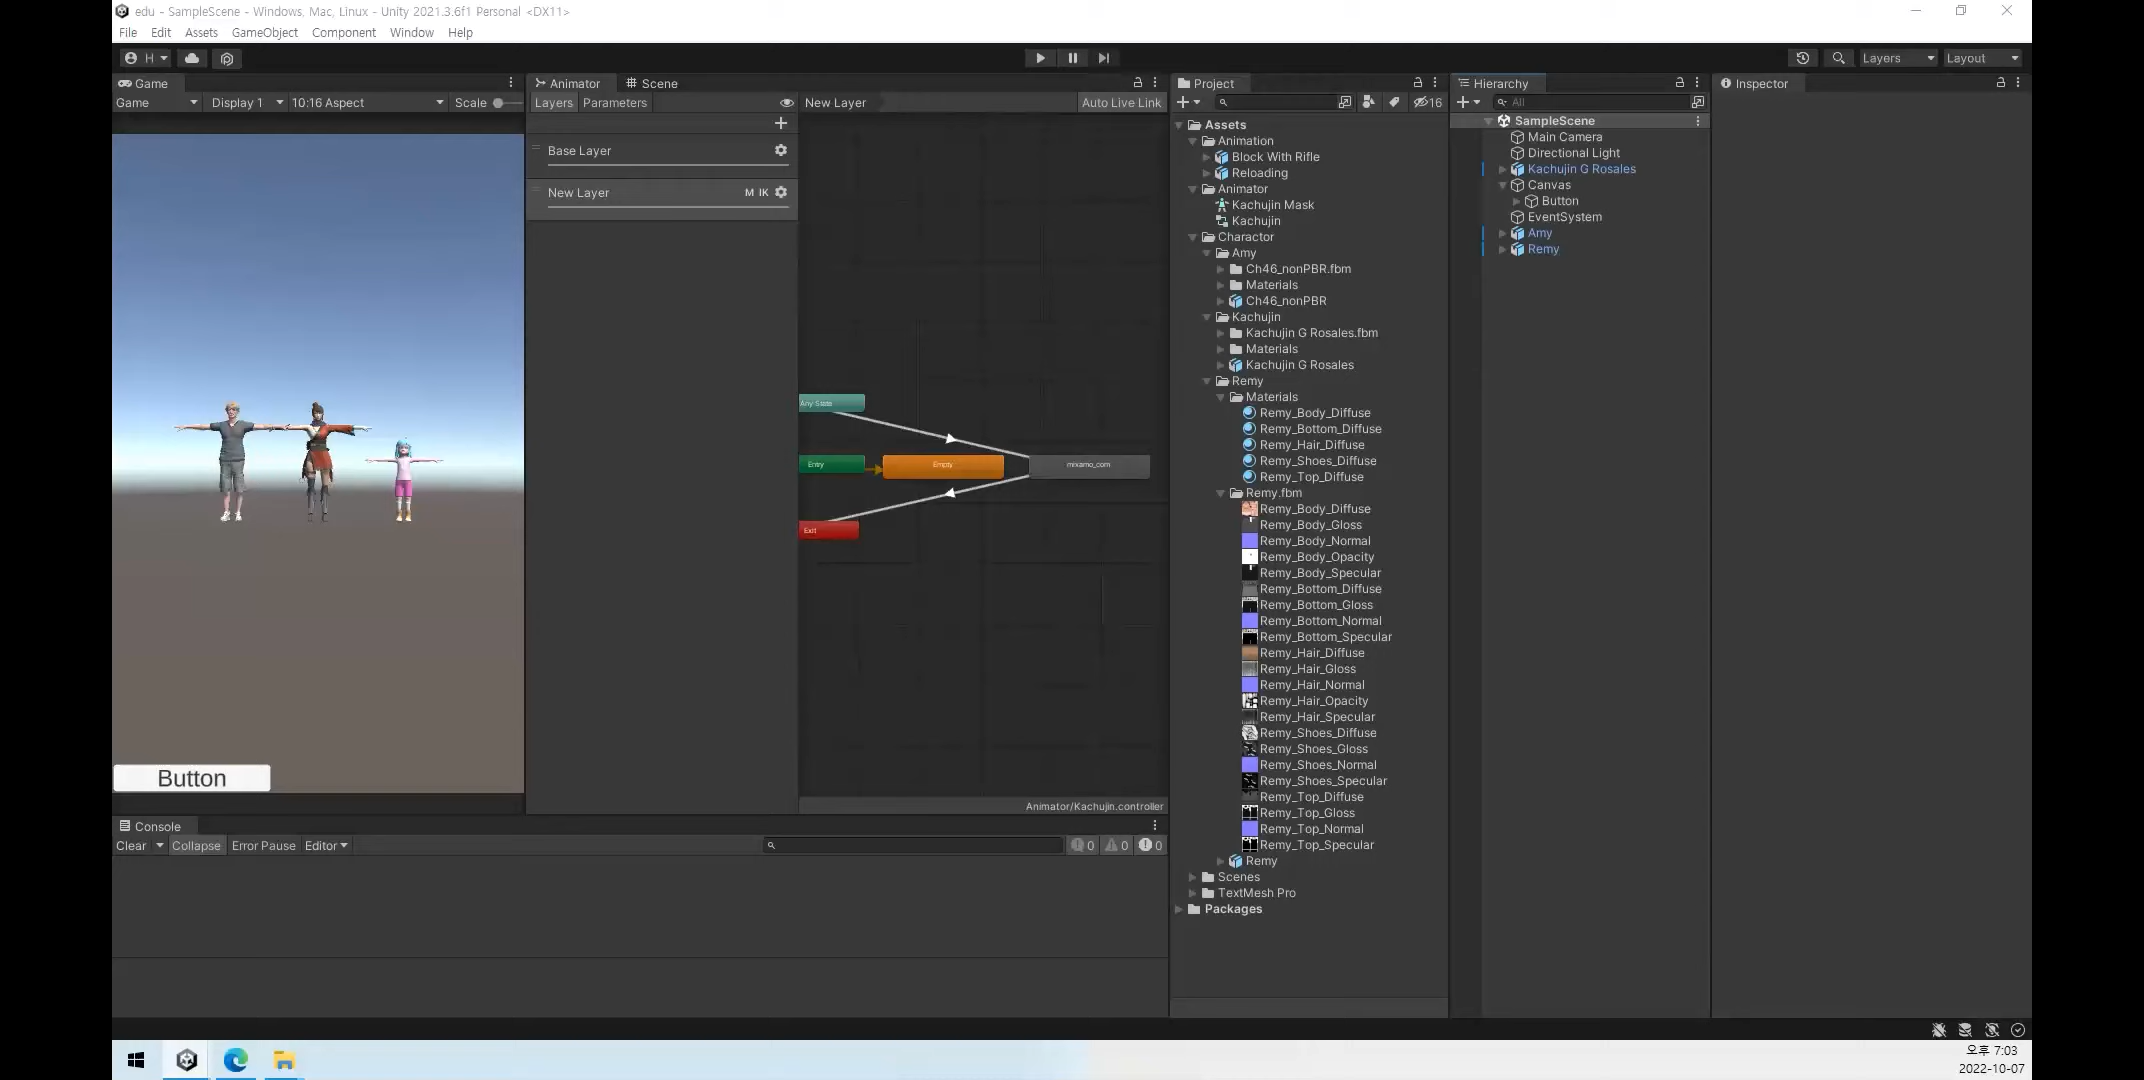 edu - SampleScene - Windows, Mac, Linux - Unity 2021.3.6f1 Personal <DX11>
File Edit Assets GameObject Component Window Help
H
Layers Layout
Game
Game Display 1 10:16 Aspect Scale
Button
Animator Scene
Layers Parameters New Layer Auto Live Link
Base Layer
New Layer M IK
Any State
Entry Empty mixamo_com
Exit
Animator/Kachujin.controller
Console
Clear Collapse Error Pause Editor 0 0 0
Project
16
Assets
Animation
Block With Rifle
Reloading
Animator
Kachujin Mask
Kachujin
Charactor
Amy
Ch46_nonPBR.fbm
Materials
Ch46_nonPBR
Kachujin
Kachujin G Rosales.fbm
Materials
Kachujin G Rosales
Remy
Materials
Remy_Body_Diffuse
Remy_Bottom_Diffuse
Remy_Hair_Diffuse
Remy_Shoes_Diffuse
Remy_Top_Diffuse
Remy.fbm
Remy_Body_Diffuse
Remy_Body_Gloss
Remy_Body_Normal
Remy_Body_Opacity
Remy_Body_Specular
Remy_Bottom_Diffuse
Remy_Bottom_Gloss
Remy_Bottom_Normal
Remy_Bottom_Specular
Remy_Hair_Diffuse
Remy_Hair_Gloss
Remy_Hair_Normal
Remy_Hair_Opacity
Remy_Hair_Specular
Remy_Shoes_Diffuse
Remy_Shoes_Gloss
Remy_Shoes_Normal
Remy_Shoes_Specular
Remy_Top_Diffuse
Remy_Top_Gloss
Remy_Top_Normal
Remy_Top_Specular
Remy
Scenes
TextMesh Pro
Packages
Hierarchy
All
SampleScene
Main Camera
Directional Light
Kachujin G Rosales
Canvas
Button
EventSystem
Amy
Remy
Inspector
오후 7:03
2022-10-07